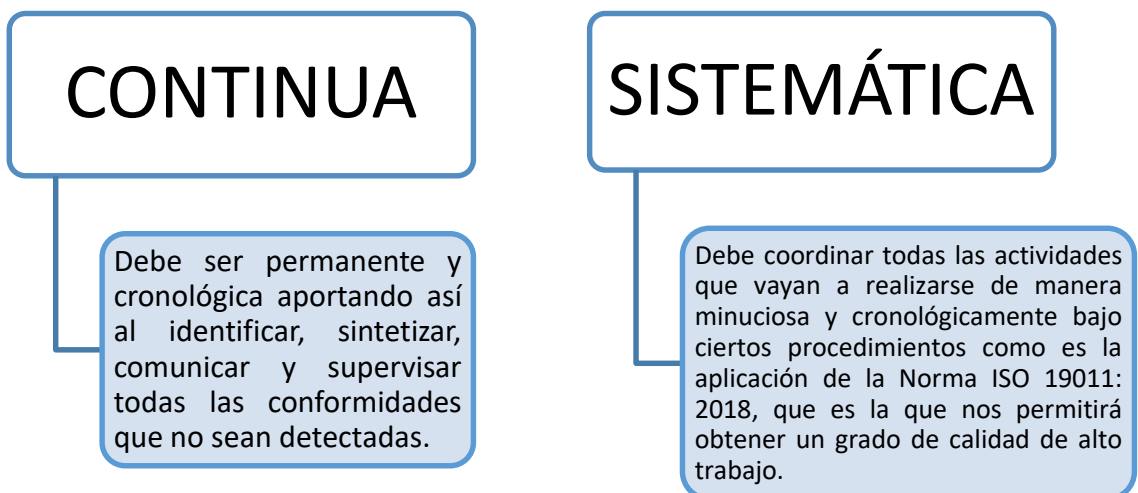 CONTINUA
Debe ser permanente y
cronológica aportando así
al identificar, sintetizar,
comunicar y supervisar
todas las conformidades
que no sean detectadas.
SISTEMÁTICA
Debe coordinar todas las actividades
que vayan a realizarse de manera
minuciosa y cronológicamente bajo
ciertos procedimientos como es la
aplicación de la Norma ISO 19011:
2018, que es la que nos permitirá
obtener un grado de calidad de alto
trabajo.